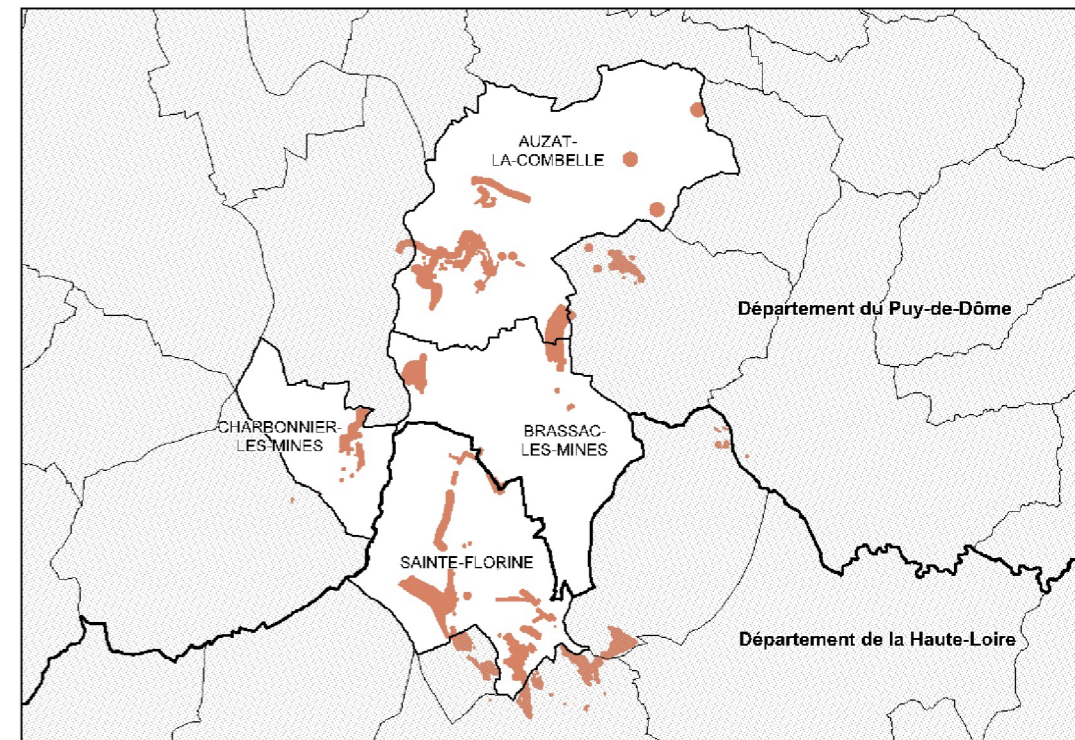 AUZAT-
LA-COMBELLE
Département du Puy-de-Dôme
CHARBONNIER-
LES-MINES
BRASSAC-
LES-MINES
SAINTE-FLORINE
Département de la Haute-Loire